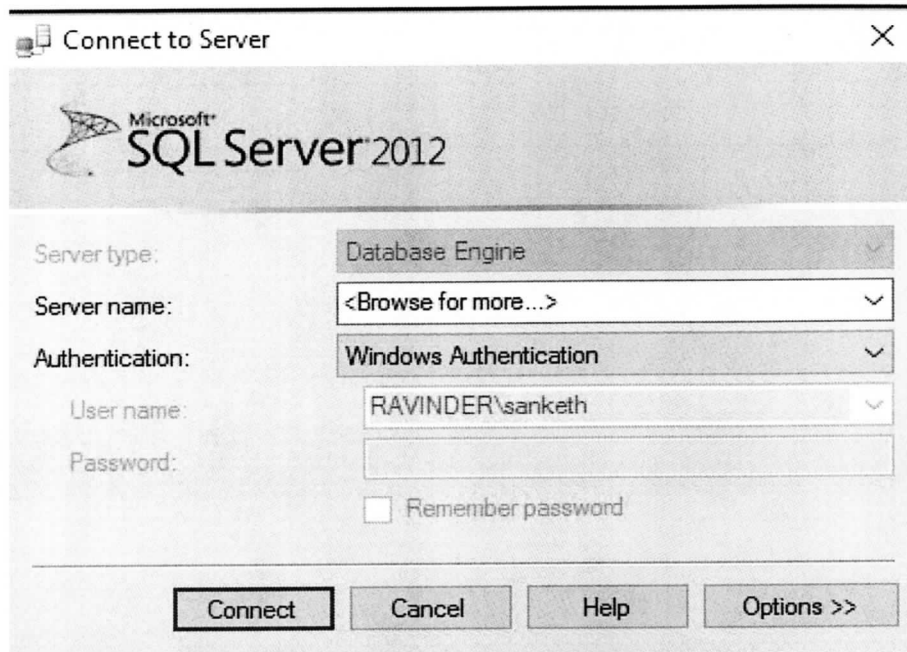 Connect to Server
Microsoft®
SQL Server® 2012
Server type: Database Engine
Server name: <Browse for more...>
Authentication: Windows Authentication
User name: RAVINDER\sanketh
Password:
Remember password
Connect Cancel Help Options >>